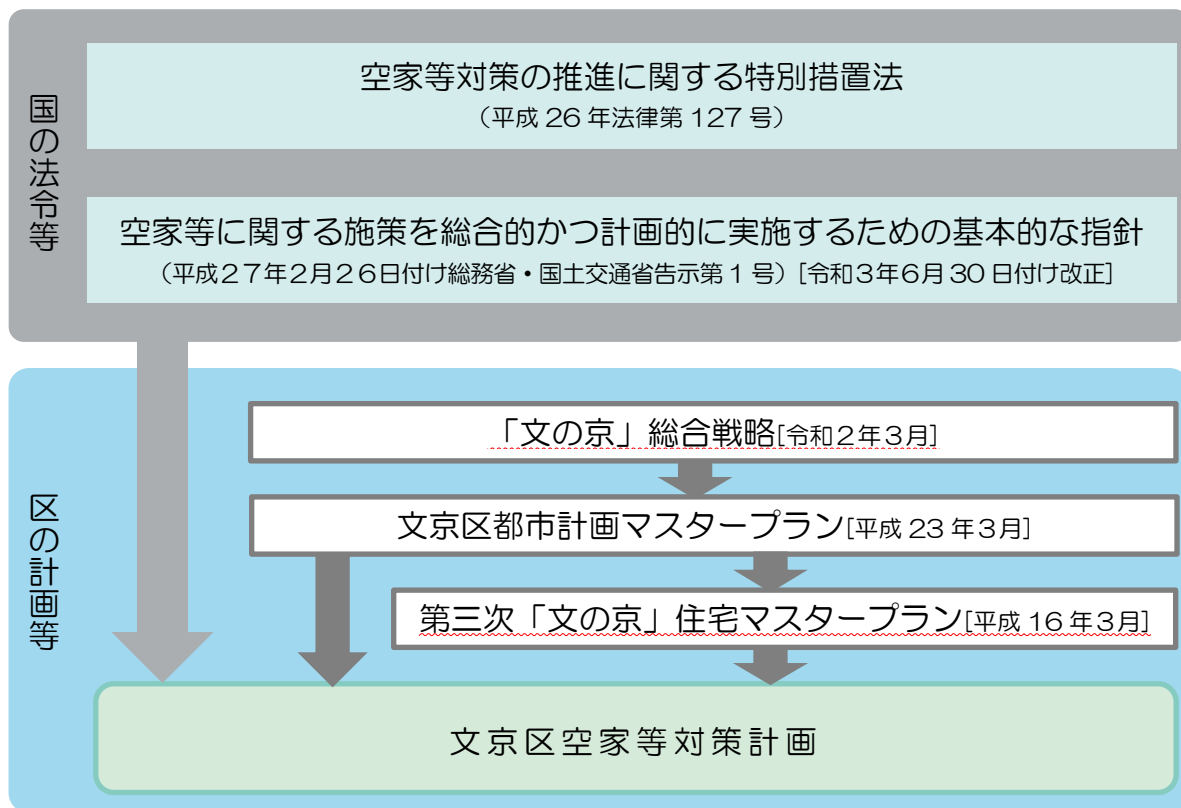 国の法令等
空家等対策の推進に関する特別措置法
（平成 26 年法律第 127 号）
空家等に関する施策を総合的かつ計画的に実施するための基本的な指針
（平成２７年２月２６日付け総務省・国土交通省告示第 1 号）[令和３年６月 30 日付け改正]
区の計画等
「文の京」総合戦略[令和２年３月]
文京区都市計画マスタープラン[平成 23 年３月]
第三次「文の京」住宅マスタープラン[平成 16 年３月]
文京区空家等対策計画